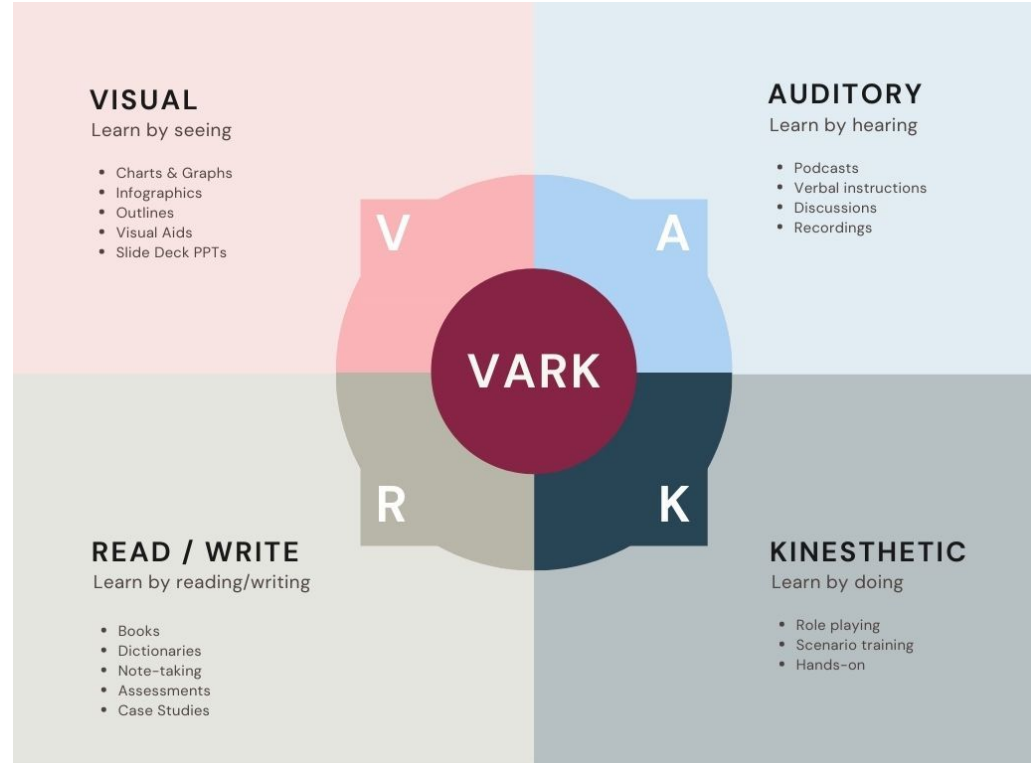 VISUAL
Learn by seeing
• Charts & Graphs
• Infographics
• Outlines
• Visual Aids
• Slide Deck PPTs
AUDITORY
Learn by hearing
• Podcasts
• Verbal instructions
• Discussions
• Recordings
V
A
VARK
R
K
READ / WRITE
Learn by reading/writing
• Books
• Dictionaries
• Note-taking
• Assessments
• Case Studies
KINESTHETIC
Learn by doing
• Role playing
• Scenario training
• Hands-on